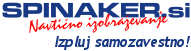 SPINAKER.si
Navtično izobraževanje
Izpluj samozavestno!